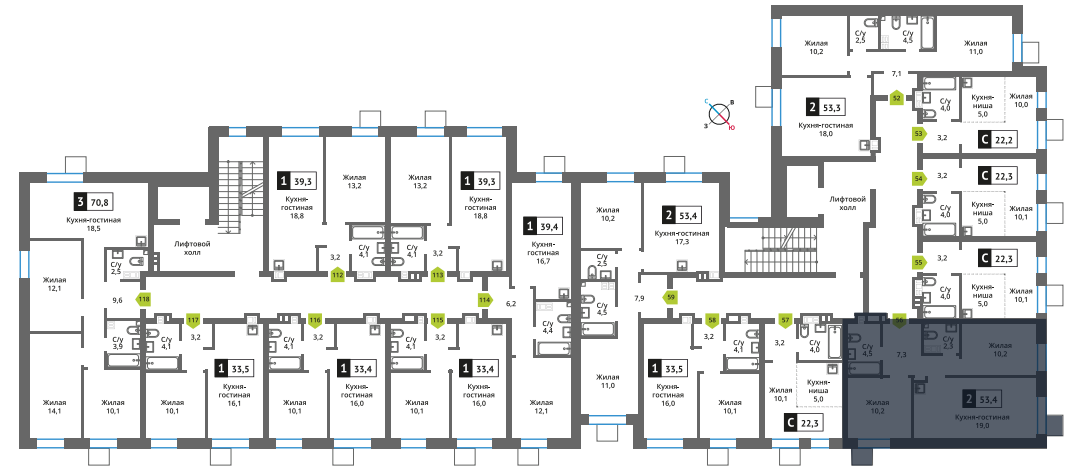 Жилая
10,2
С/у
2,5
С/у
4,5
Жилая
11,0
7,1
52
2 53,3
Кухня-гостиная
18,0
С/у
4,0
Кухня-
ниша
5,0
Жилая
10,0
3,2
53
С 22,2
С
В
З
Ю
54
3,2
С 22,3
С/у
4,0
Кухня-
ниша
5,0
Жилая
10,1
Лифтовой
холл
55
3,2
С 22,3
С/у
4,0
Кухня-
ниша
5,0
Жилая
10,1
56
С/у
4,5
7,3
С/у
2,3
Жилая
10,2
Жилая
10,2
2 53,4
Кухня-гостиная
19,0
3 70,8
Кухня-гостиная
18,5
Лифтовой
холл
С/у
2,5
Жилая
12,1
9,6
118
С/у
3,9
Жилая
14,1
Жилая
10,1
1 39,3
Кухня-
гостиная
18,8
Жилая
13,2
3,2
С/у
4,1
112
Жилая
13,2
1 39,3
Кухня-
гостиная
18,8
С/у
4,1
3,2
113
1 39,4
Кухня-
гостиная
16,7
114
6,2
С/у
4,4
Жилая
12,1
117
С/у
4,1
3,2
1 33,5
Кухня-
гостиная
16,1
Жилая
10,1
116
С/у
4,1
3,2
1 33,4
Кухня-
гостиная
16,0
Жилая
10,1
115
С/у
4,1
3,2
1 33,4
Кухня-
гостиная
16,0
Жилая
10,1
Жилая
10,2
2 53,4
Кухня-гостиная
17,3
С/у
2,5
С/у
4,5
7,9
59
Жилая
11,0
58
3,2
С/у
4,1
1 33,5
Кухня-
гостиная
16,0
Жилая
10,1
57
3,2
С/у
4,0
Жилая
10,1
Кухня-
ниша
5,0
С 22,3